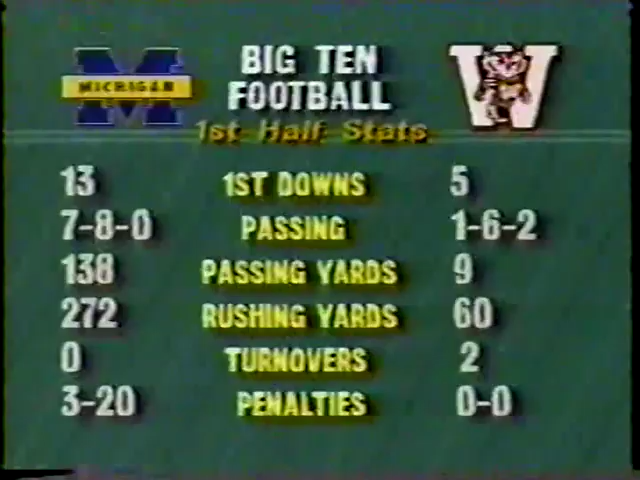 MICHIGAN
BIG TEN
FOOTBALL
W
1st Half Stats
13 1ST DOWNS 5
7-8-0 PASSING 1-6-2
138 PASSING YARDS 9
272 RUSHING YARDS 60
0 TURNOVERS 2
3-20 PENALTIES 0-0